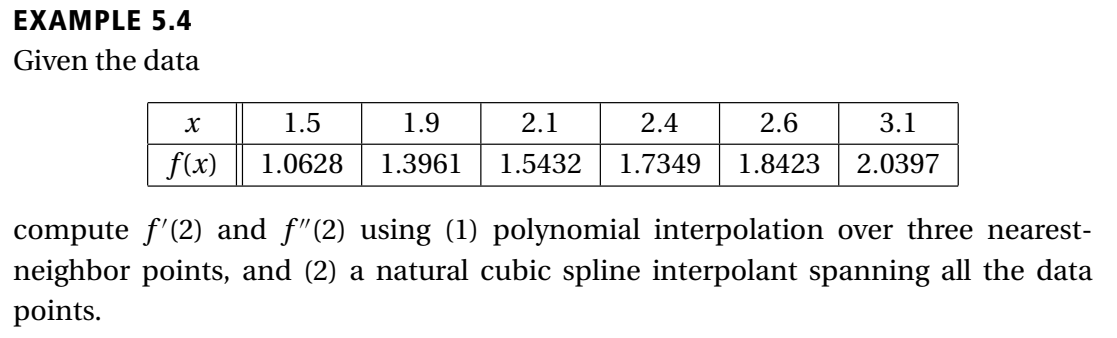 EXAMPLE 5.4
Given the data
x 1.5 1.9 2.1 2.4 2.6 3.1
f(x) 1.0628 1.3961 1.5432 1.7349 1.8423 2.0397
compute f′(2) and f″(2) using (1) polynomial interpolation over three nearest-
neighbor points, and (2) a natural cubic spline interpolant spanning all the data
points.